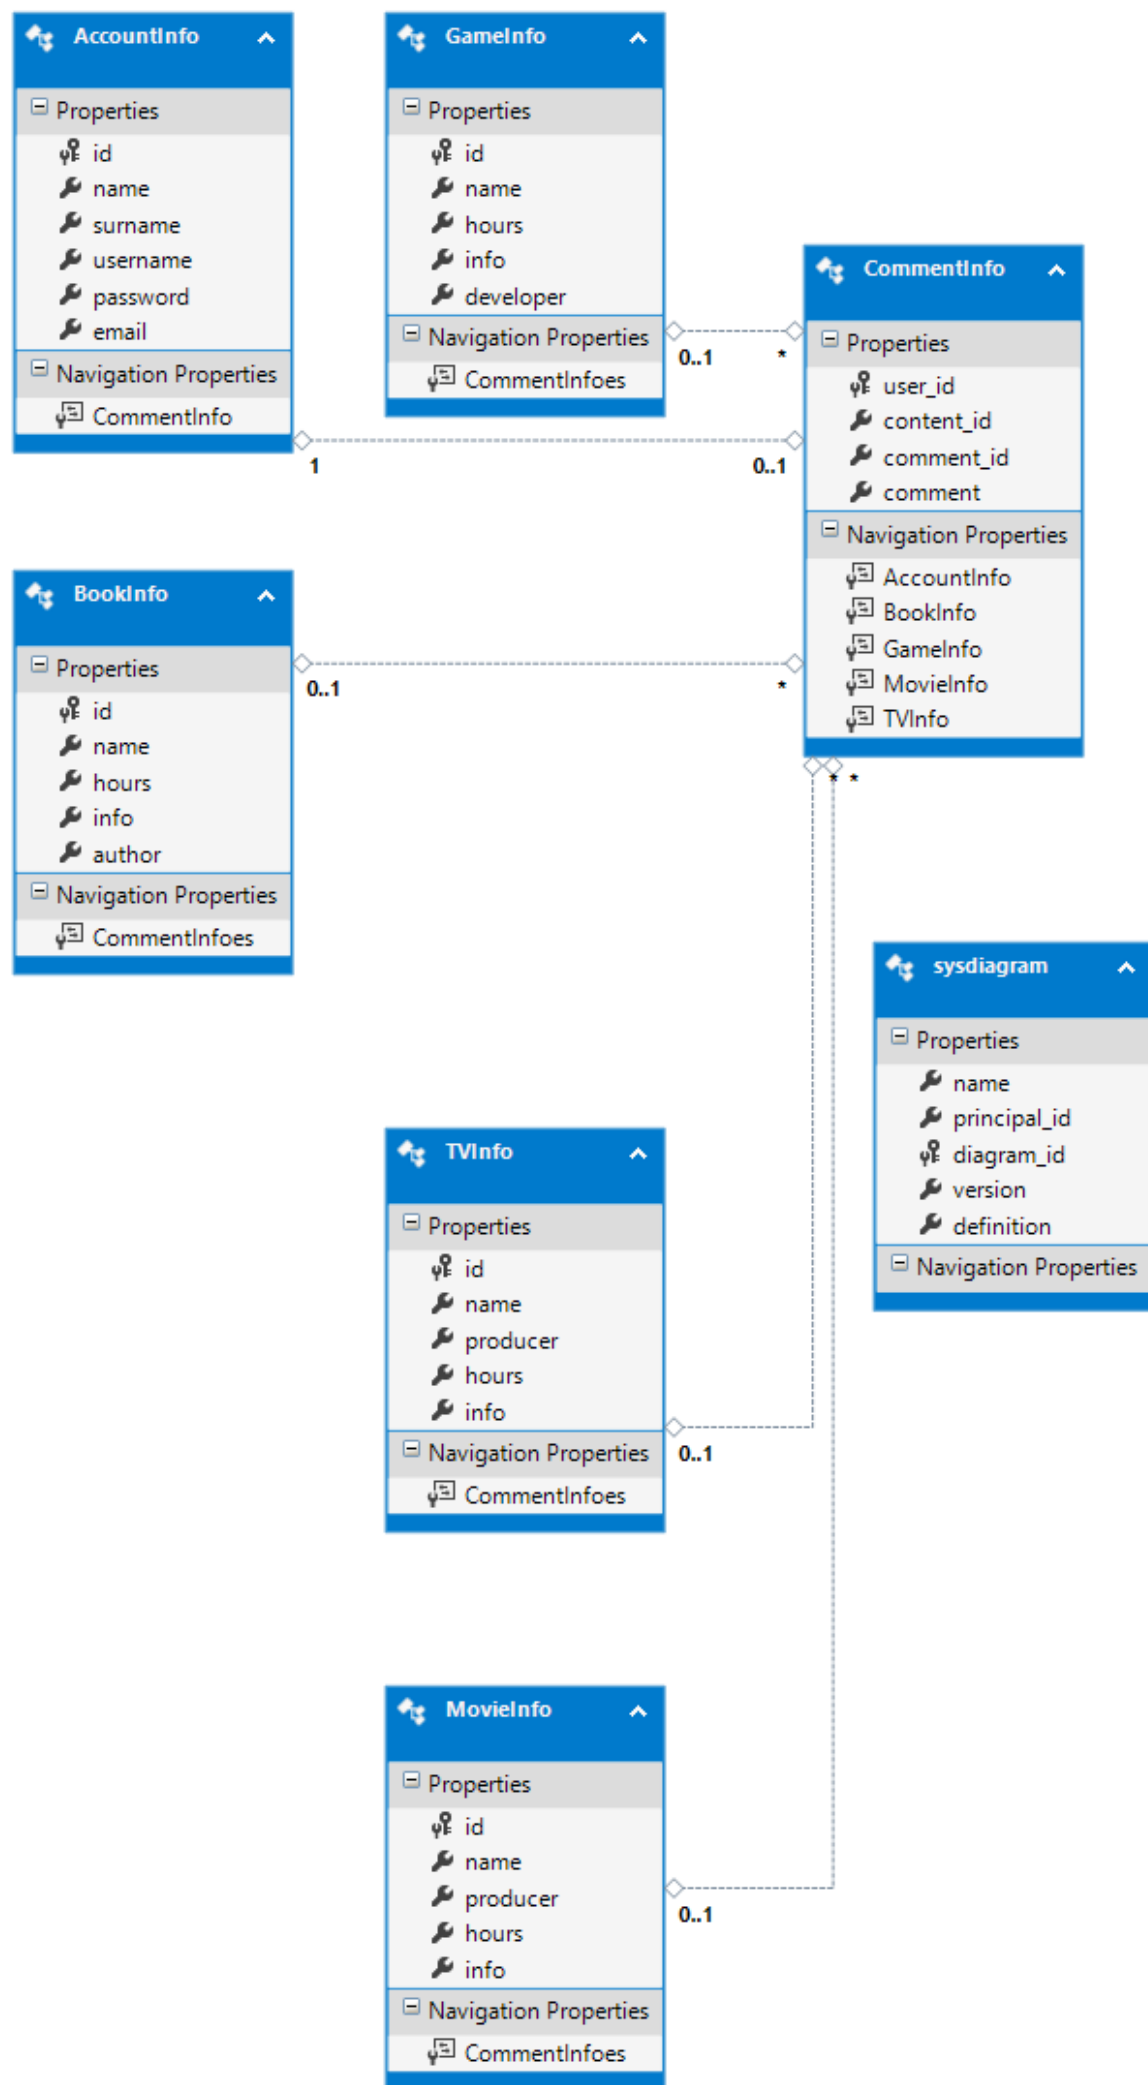 AccountInfo
Properties
id
name
surname
username
password
email
Navigation Properties
CommentInfo
GameInfo
Properties
id
name
hours
info
developer
Navigation Properties
CommentInfoes
0..1
*
1
0..1
CommentInfo
Properties
user_id
content_id
comment_id
comment
Navigation Properties
AccountInfo
BookInfo
GameInfo
MovieInfo
TVInfo
* *
BookInfo
Properties
id
name
hours
info
author
Navigation Properties
CommentInfoes
0..1
*
sysdiagram
Properties
name
principal_id
diagram_id
version
definition
Navigation Properties
TVInfo
Properties
id
name
producer
hours
info
Navigation Properties
CommentInfoes
0..1
MovieInfo
Properties
id
name
producer
hours
info
Navigation Properties
CommentInfoes
0..1